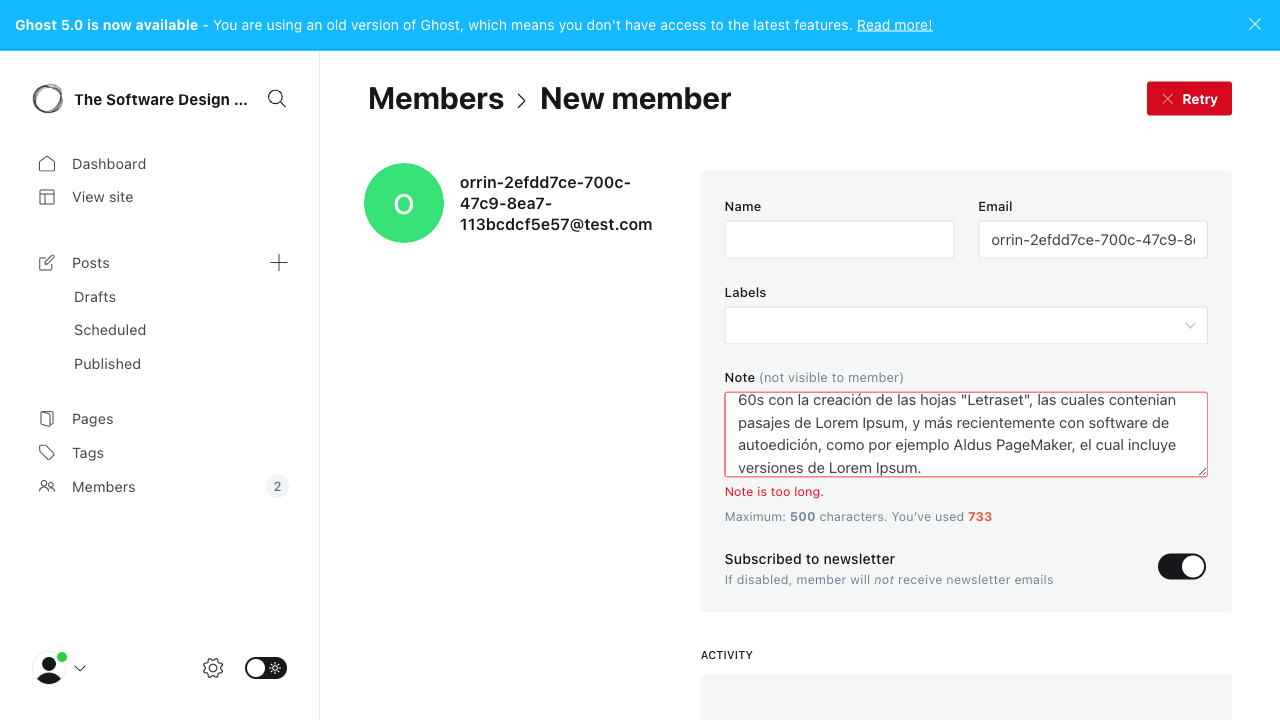 Ghost 5.0 is now available - You are using an old version of Ghost, which means you don't have access to the latest features. Read more!
The Software Design ...
Dashboard
View site
Posts
Drafts
Scheduled
Published
Pages
Tags
Members 2
Members > New member
Retry
O
orrin-2efdd7ce-700c-
47c9-8ea7-
113bcdcf5e57@test.com
Name
Email
orrin-2efdd7ce-700c-47c9-8
Labels
Note (not visible to member)
60s con la creación de las hojas "Letraset", las cuales contenian
pasajes de Lorem Ipsum, y más recientemente con software de
autoedición, como por ejemplo Aldus PageMaker, el cual incluye
versiones de Lorem Ipsum.
Note is too long.
Maximum: 500 characters. You've used 733
Subscribed to newsletter
If disabled, member will not receive newsletter emails
ACTIVITY